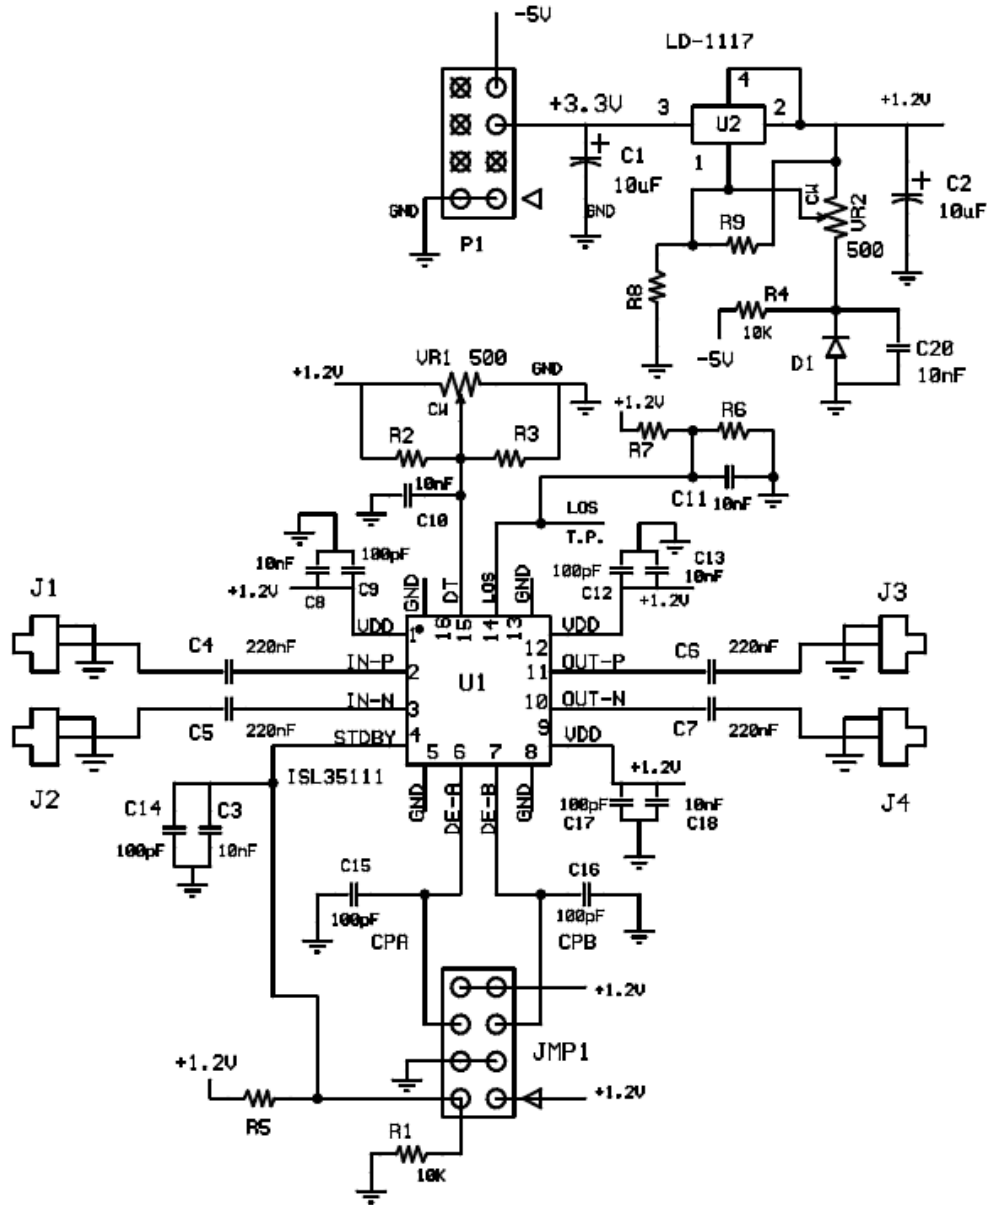 -5V
LD-1117
4
+3.3V 3 U2 2 +1.2V
C1
10uF
1
C2
10uF
GND
GND
P1
R9
CW
VR2
500
R8
R4
10K
-5V
D1
C20
10nF
VR1 500
GND
+1.2V
CW
R2
R3
+1.2V
R6
R7
10nF
C10
C11
10nF
LOS
T.P.
10nF
100pF
+1.2V
C8
C9
GND
DT
LOS
GND
100pF
C12
C13
10nF
+1.2V
J1
J3
16
15
14
13
VDD
1
12
VDD
C4
220nF
IN-P
2
U1
11
OUT-P
C6
220nF
IN-N
3
10
OUT-N
C5
220nF
C7
220nF
STDBY
4
9
VDD
5
6
7
8
J2
J4
ISL35111
GND
DE-A
DE-B
GND
+1.2V
100pF
C17
10nF
C18
C14
C3
100pF
10nF
C15
100pF
C16
100pF
CPA
CPB
+1.2V
JMP1
+1.2V
+1.2V
R5
R1
10K